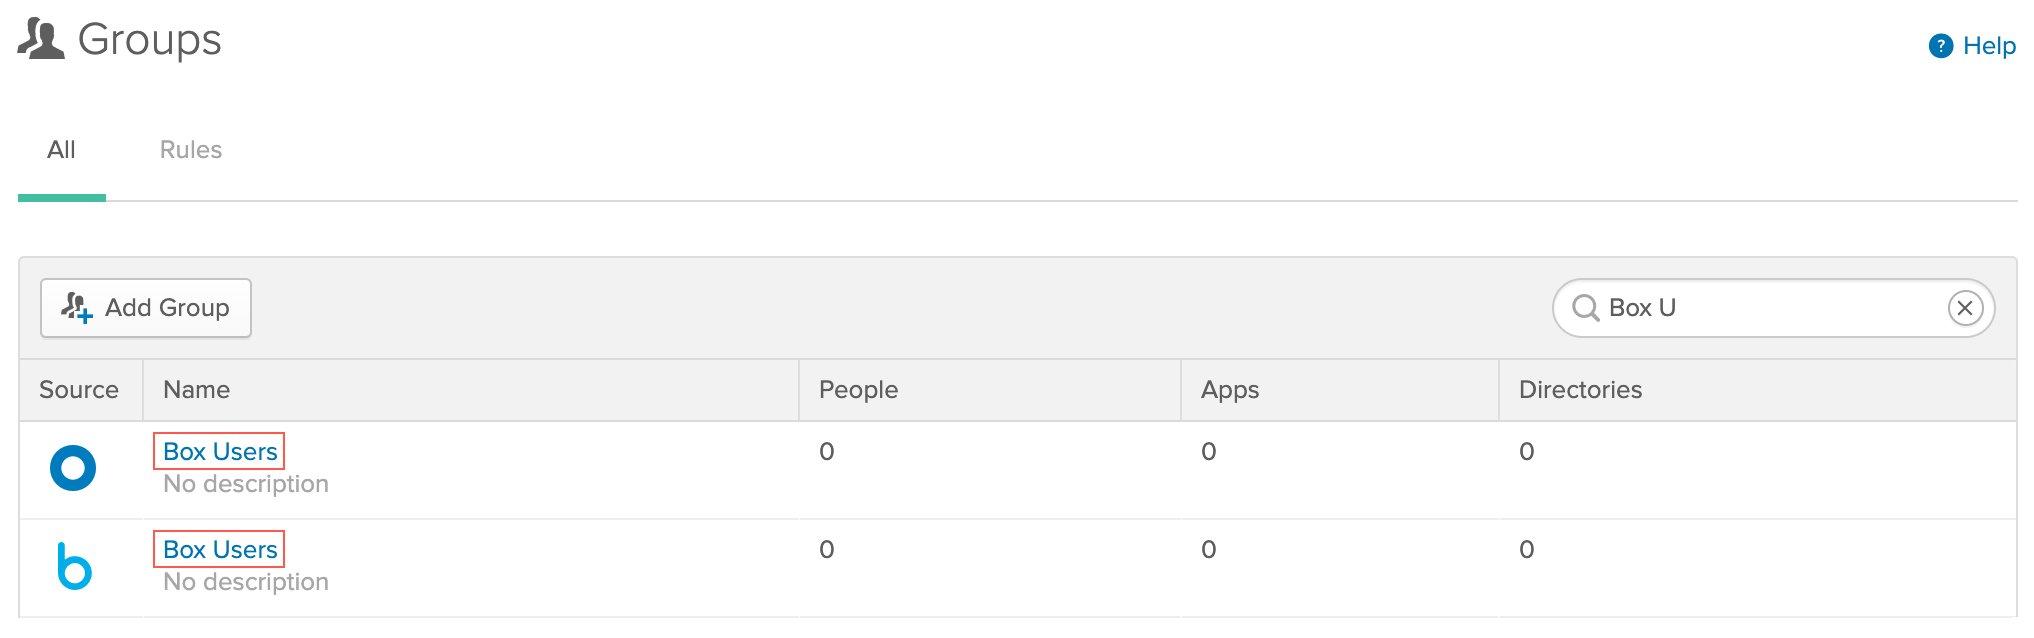 Groups
? Help
All Rules
Add Group Box U
Source Name People Apps Directories
Box Users 0 0 0
No description
Box Users 0 0 0
No description